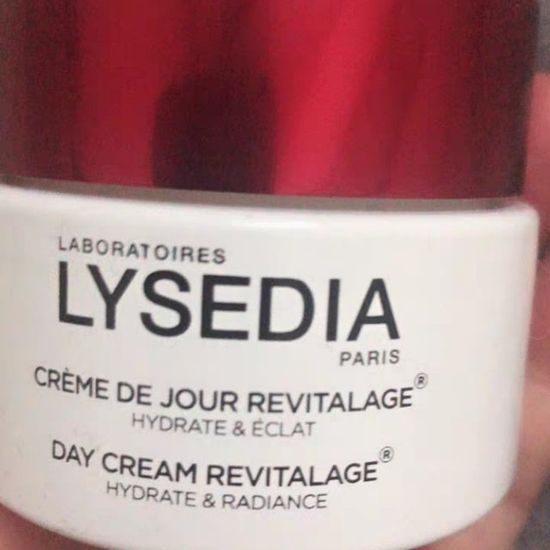 LABORATOIRES
LYSEDIA
PARIS
CRÈME DE JOUR REVITALAGE®
HYDRATE & ÉCLAT
DAY CREAM REVITALAGE®
HYDRATE & RADIANCE